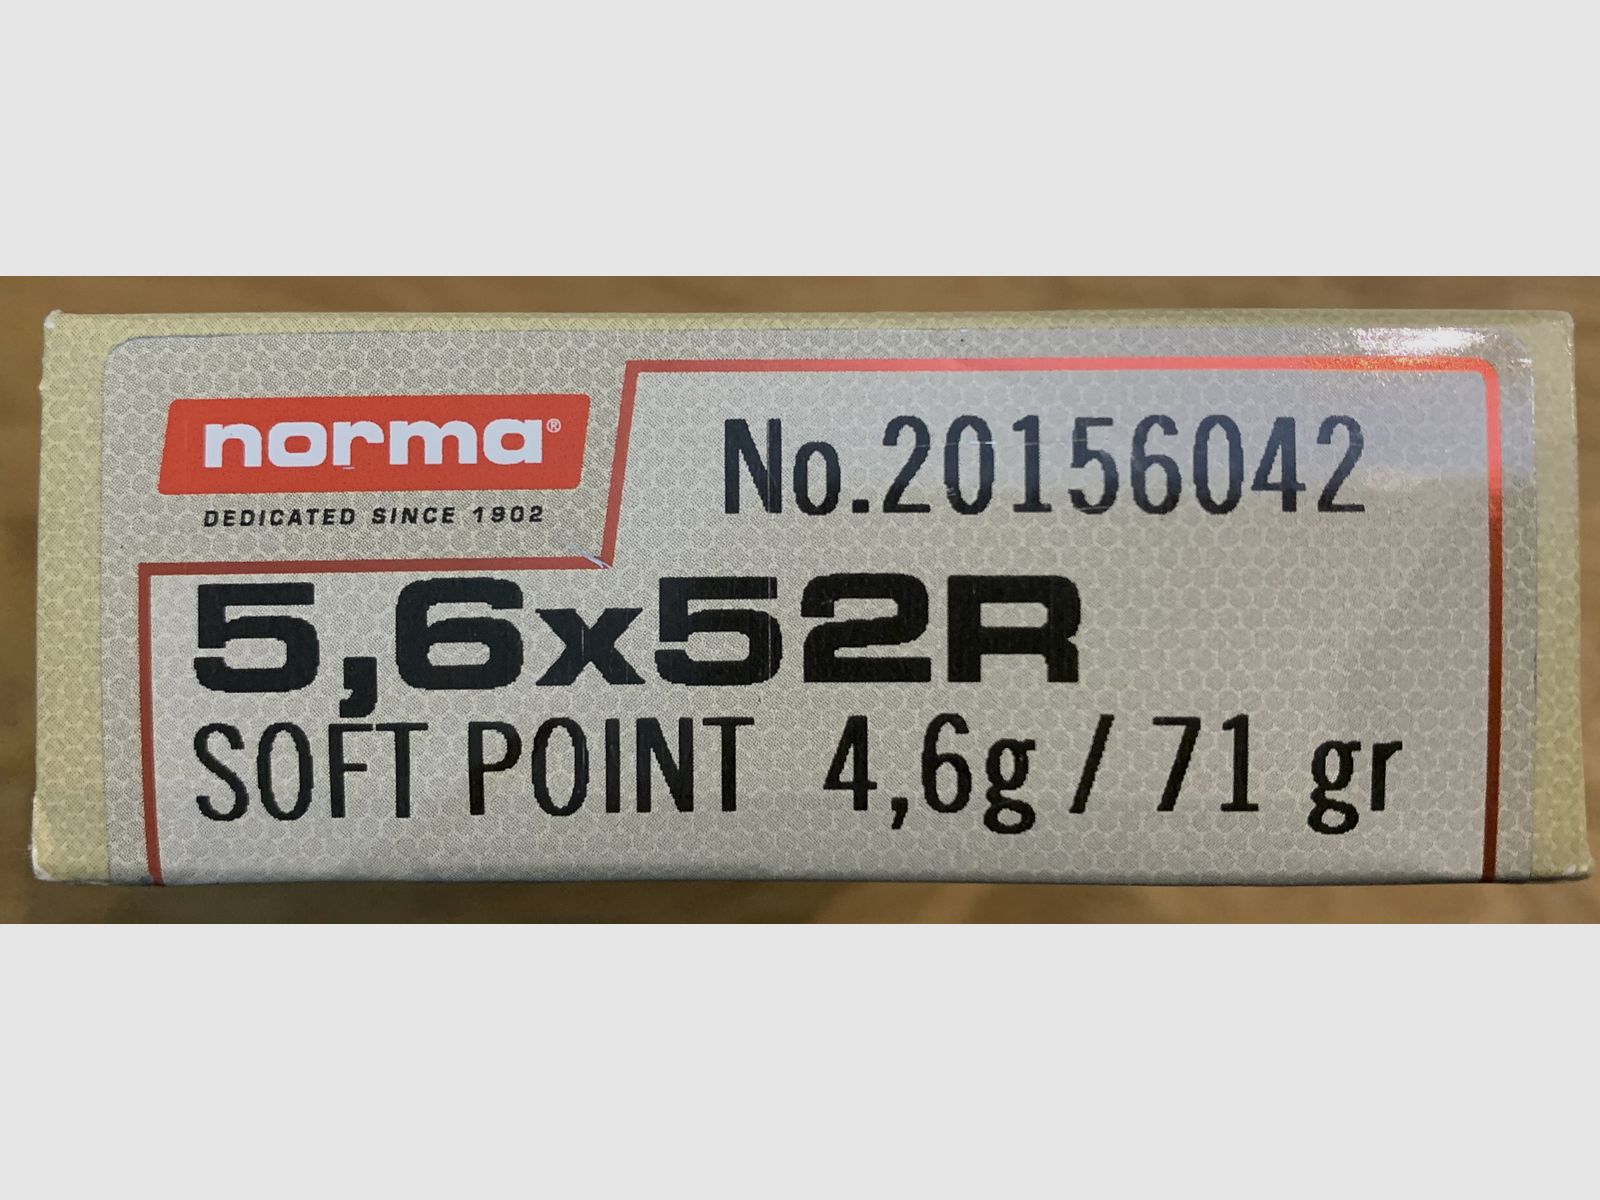 norma®
DEDICATED SINCE 1902
No.20156042
5,6x52R
SOFT POINT 4,6g / 71 gr